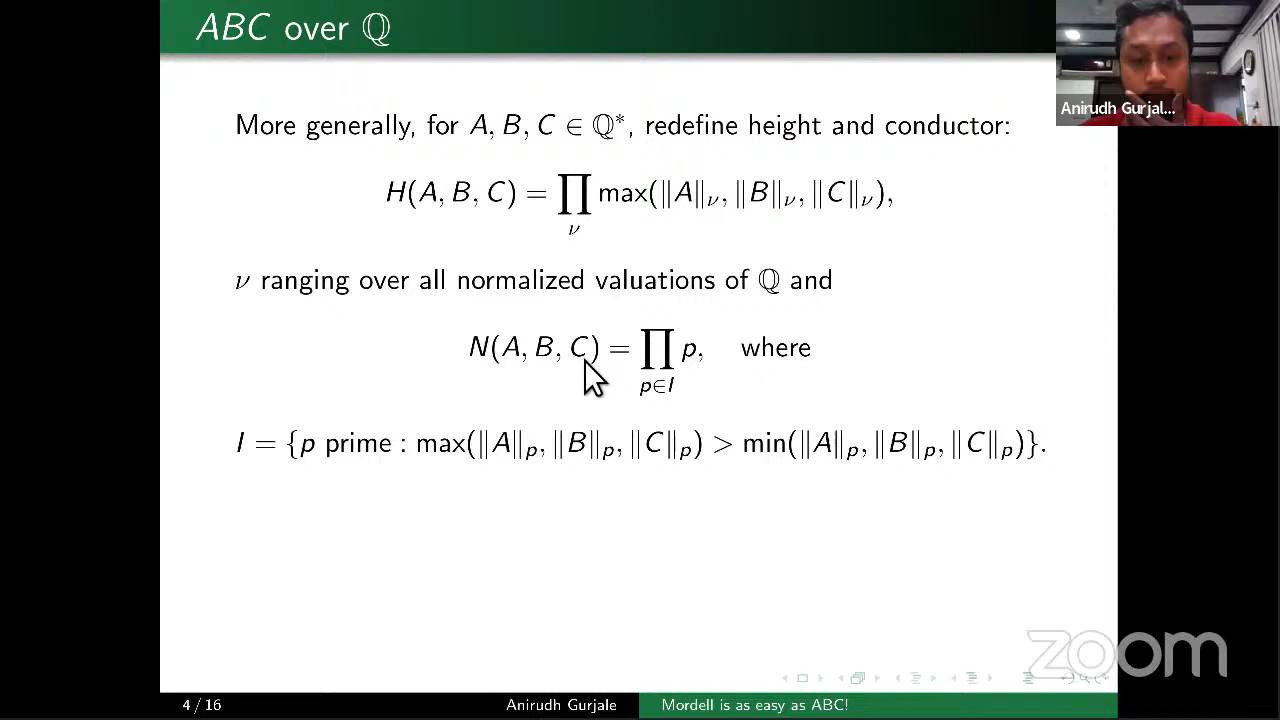 ABC over ℚ
Anirudh Gurjal...
More generally, for A, B, C ∈ ℚ*, redefine height and conductor:
H(A, B, C) = ∏_ν max(‖A‖_ν, ‖B‖_ν, ‖C‖_ν),
ν ranging over all normalized valuations of ℚ and
N(A, B, C) = ∏_{p∈I} p, where
I = {p prime : max(‖A‖_p, ‖B‖_p, ‖C‖_p) > min(‖A‖_p, ‖B‖_p, ‖C‖_p)}.
zoom
4 / 16 Anirudh Gurjale Mordell is as easy as ABC!